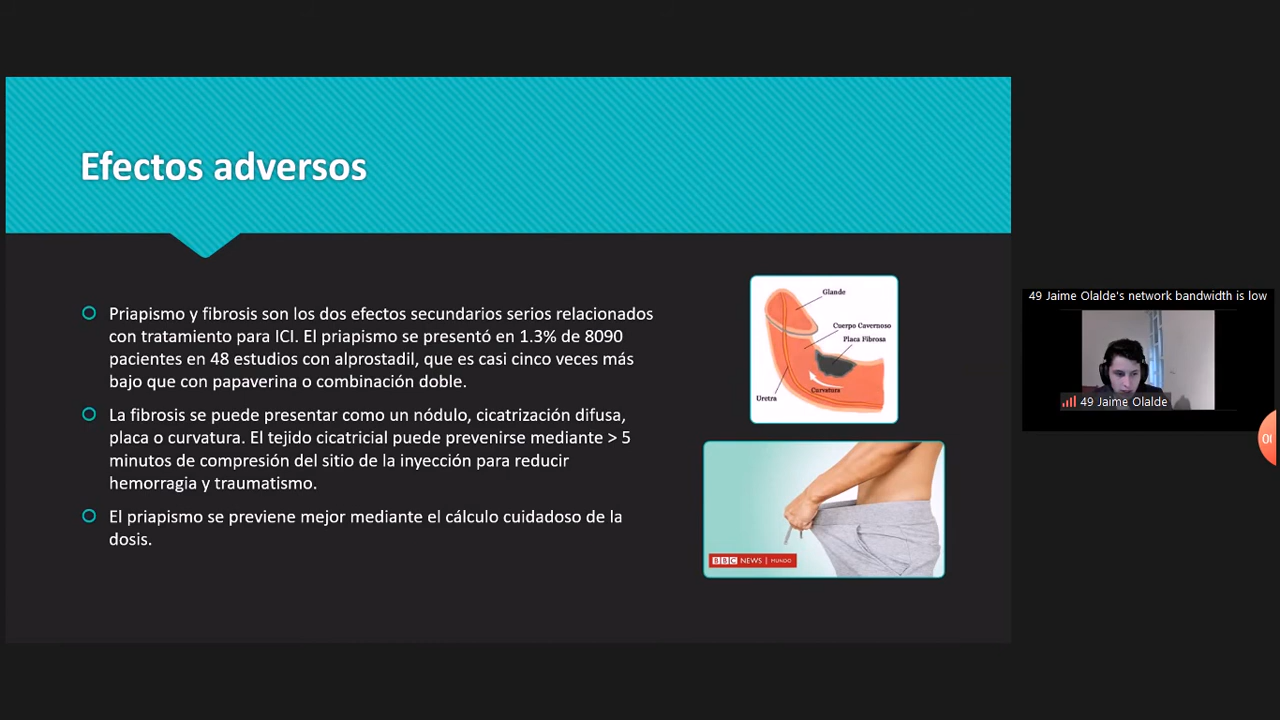 Efectos adversos
Priapismo y fibrosis son los dos efectos secundarios serios relacionados
con tratamiento para ICI. El priapismo se presentó en 1.3% de 8090
pacientes en 48 estudios con alprostadil, que es casi cinco veces más
bajo que con papaverina o combinación doble.
La fibrosis se puede presentar como un nódulo, cicatrización difusa,
placa o curvatura. El tejido cicatricial puede prevenirse mediante > 5
minutos de compresión del sitio de la inyección para reducir
hemorragia y traumatismo.
El priapismo se previene mejor mediante el cálculo cuidadoso de la
dosis.
Glande
Cuerpo Cavernoso
Placa Fibrosa
Curvatura
Uretra
BBC NEWS | MUNDO
49 Jaime Olalde's network bandwidth is low
49 Jaime Olalde